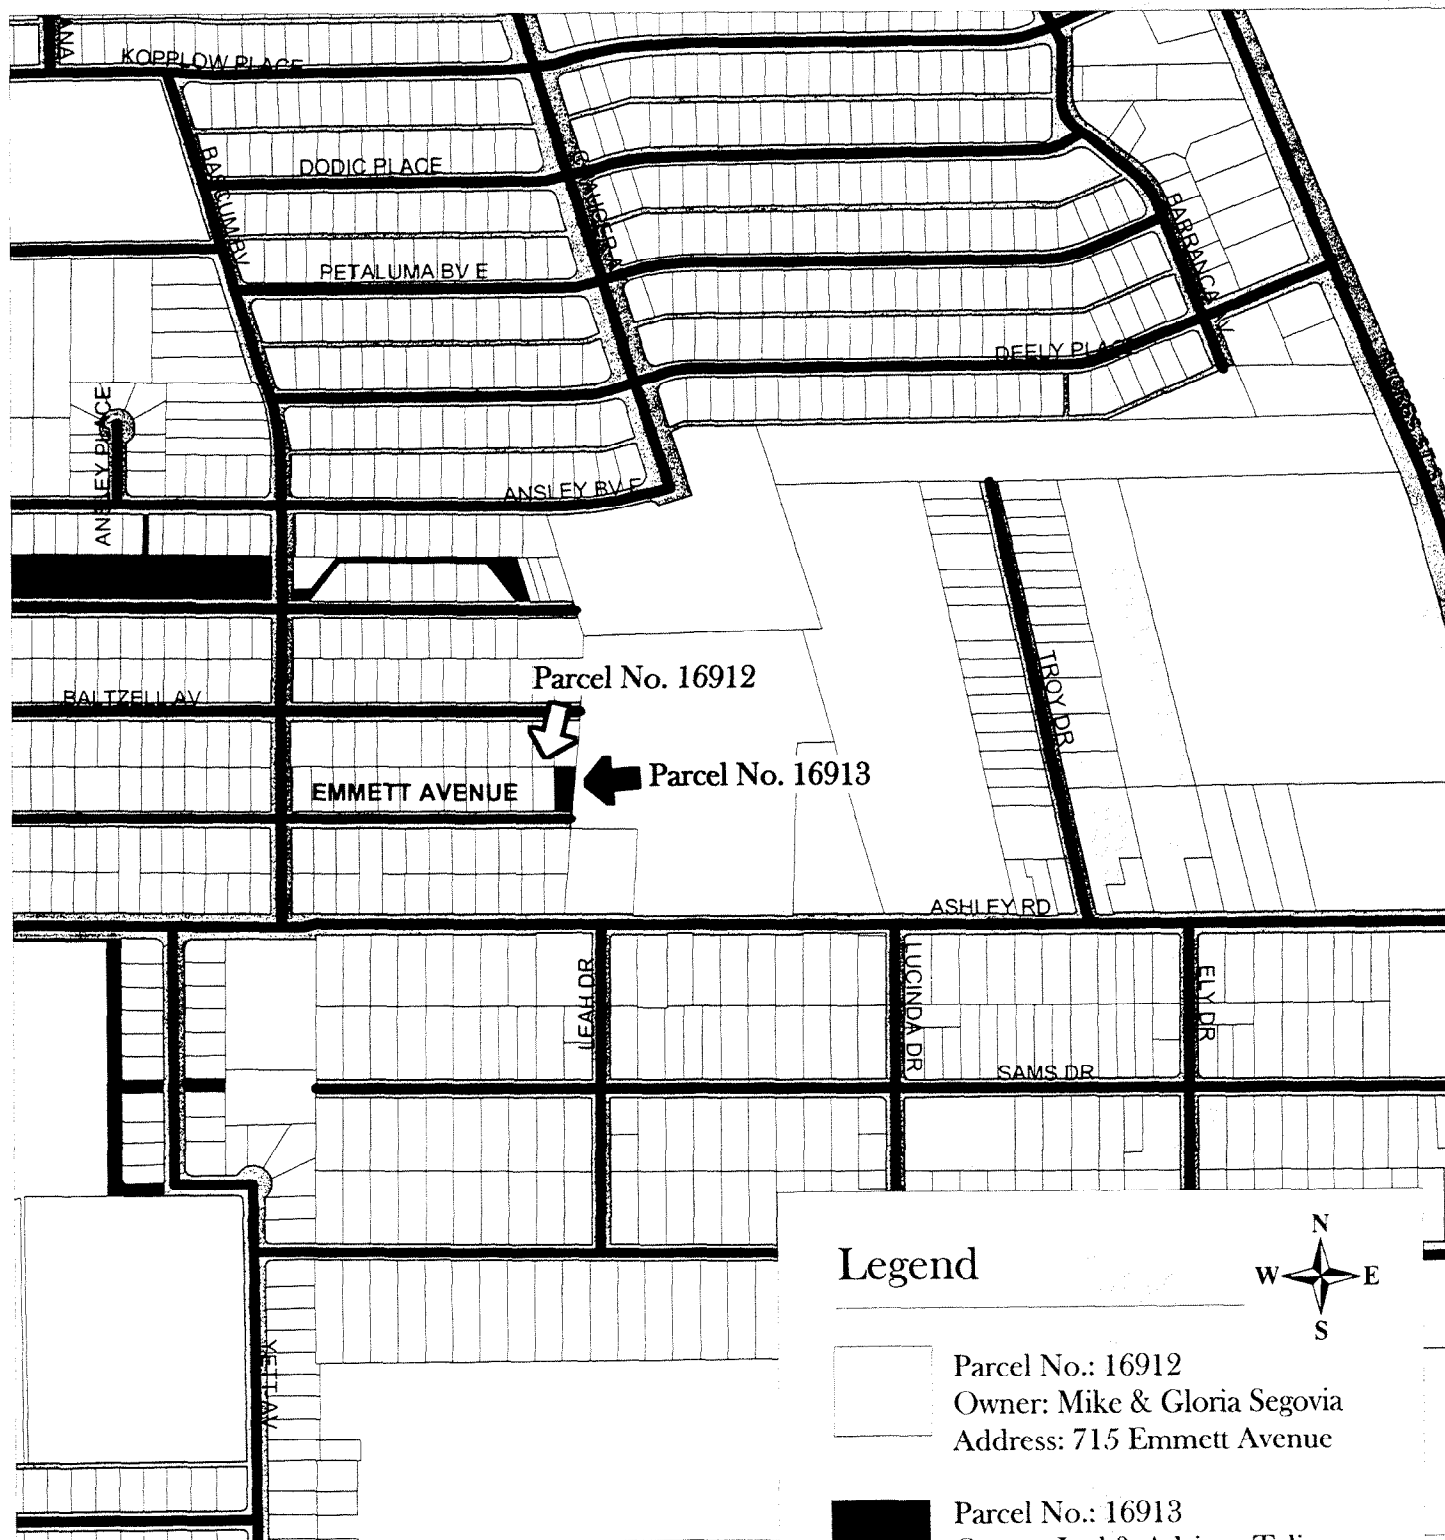 KOPPLOW PLACE
DODIC PLACE
PETALUMA BV E
DEELY PLACE
ANSLEY PLACE
ANSLEY BV E
Parcel No. 16912
BALTZELL AV
TROY DR
Parcel No. 16913
EMMETT AVENUE
ASHLEY RD
LEAH DR
LUCINDA DR
ELY DR
SAMS DR
N
Legend
W
E
S
Parcel No.: 16912
Owner: Mike & Gloria Segovia
Address: 715 Emmett Avenue
YETT AV
Parcel No.: 16913